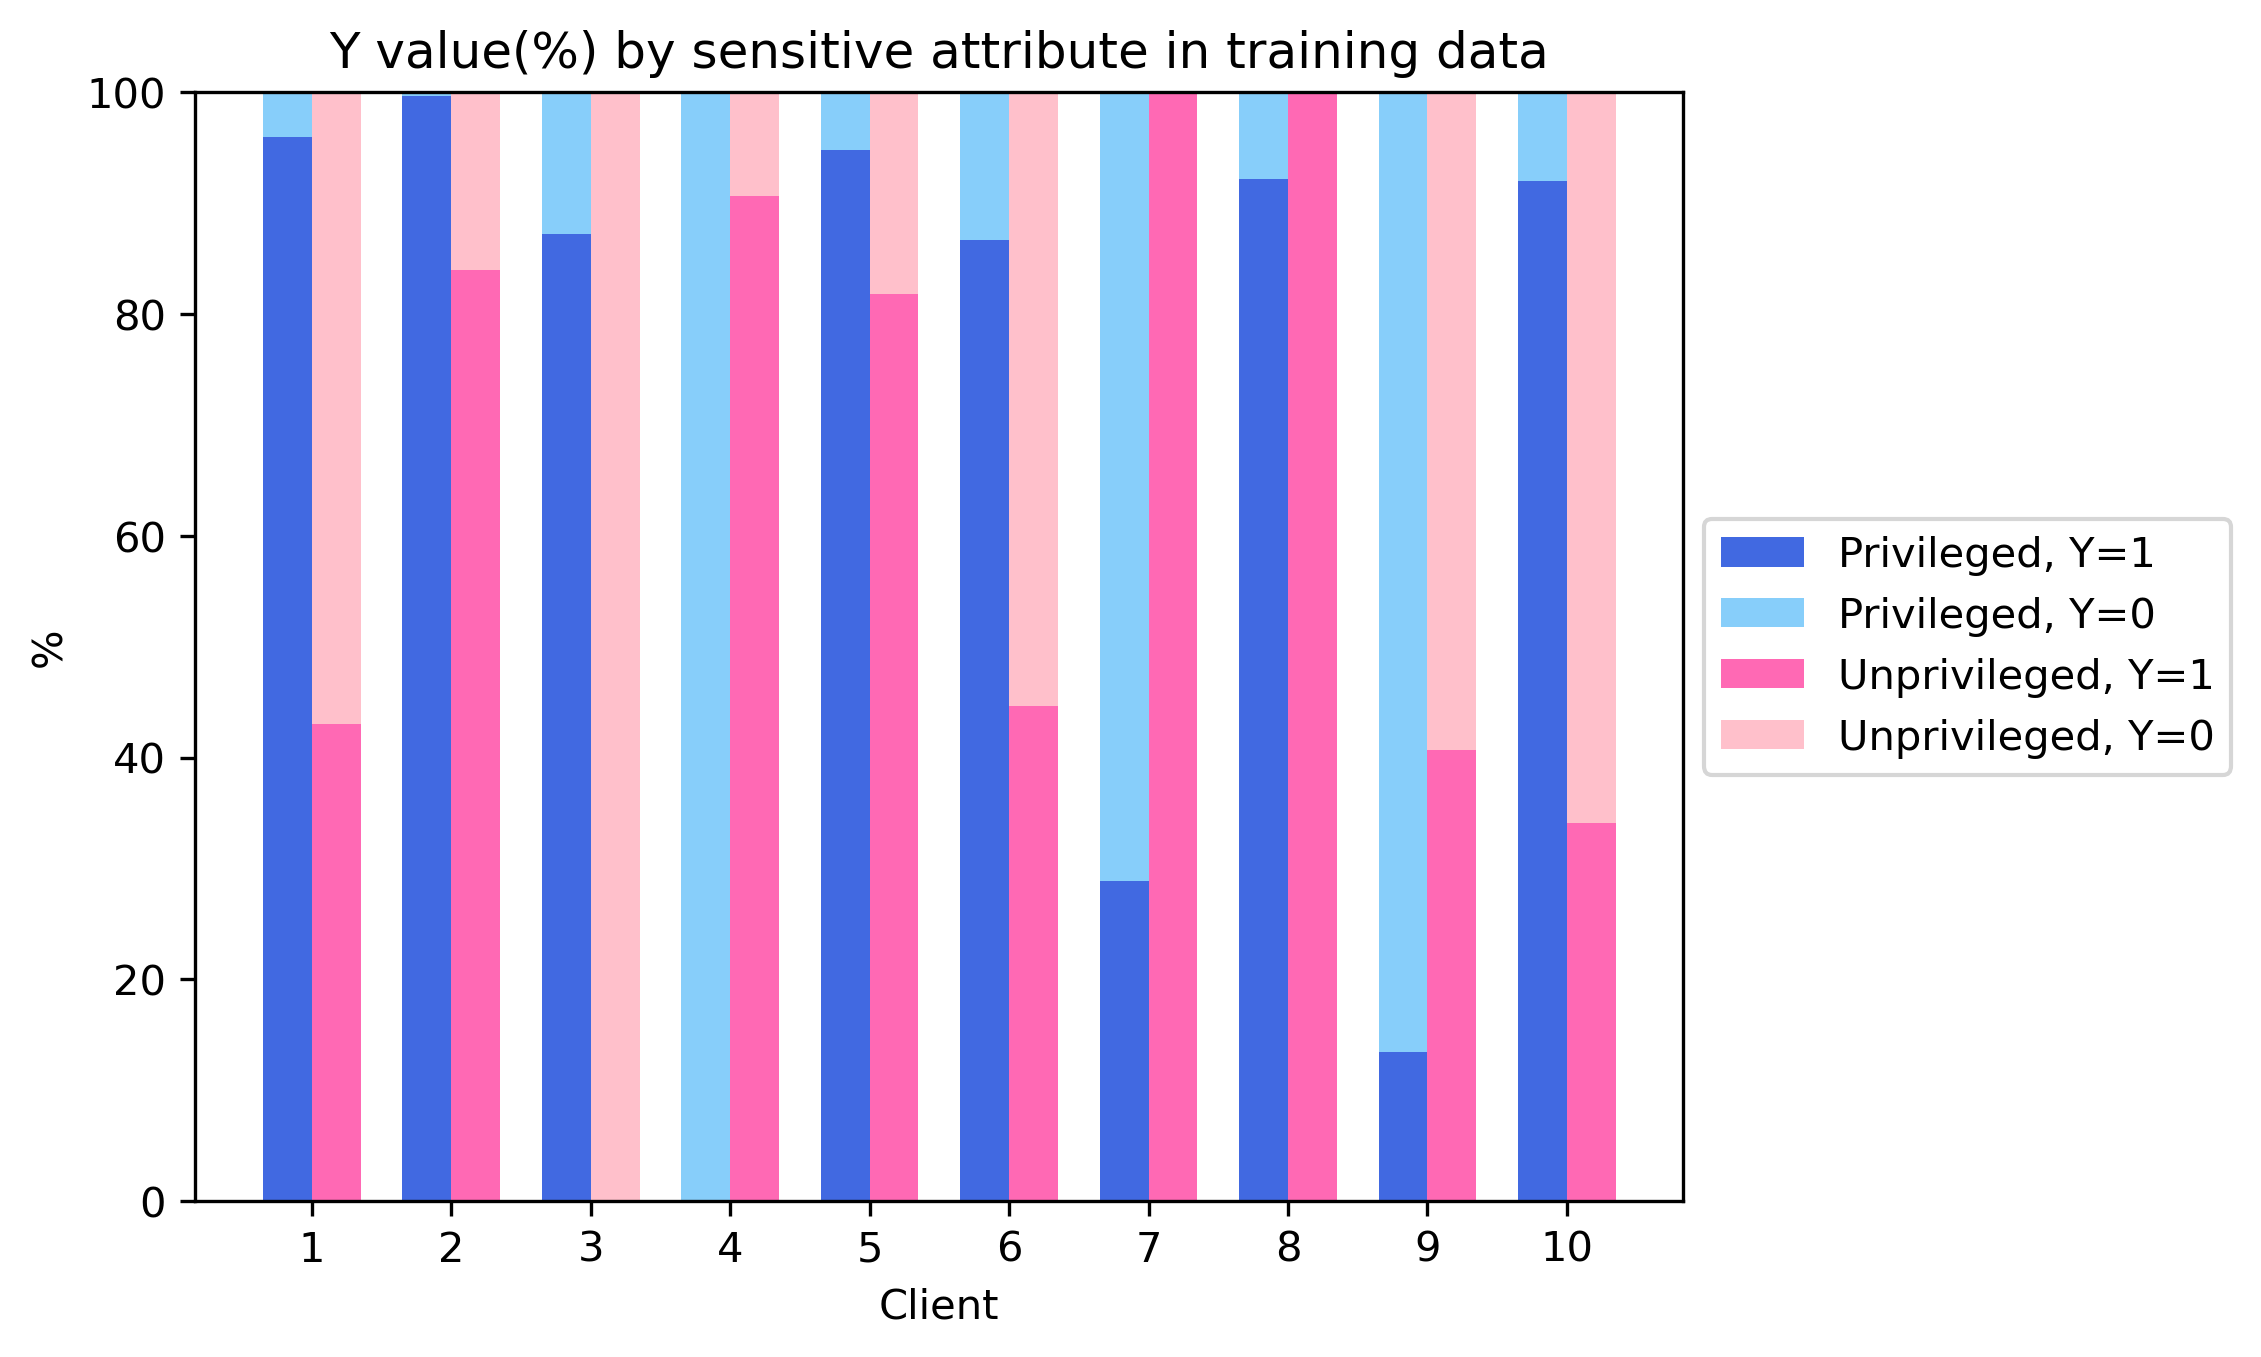 Y value(%) by sensitive attribute in training data
100
80
60
40
20
0
%
1 2 3 4 5 6 7 8 9 10
Client
Privileged, Y=1
Privileged, Y=0
Unprivileged, Y=1
Unprivileged, Y=0